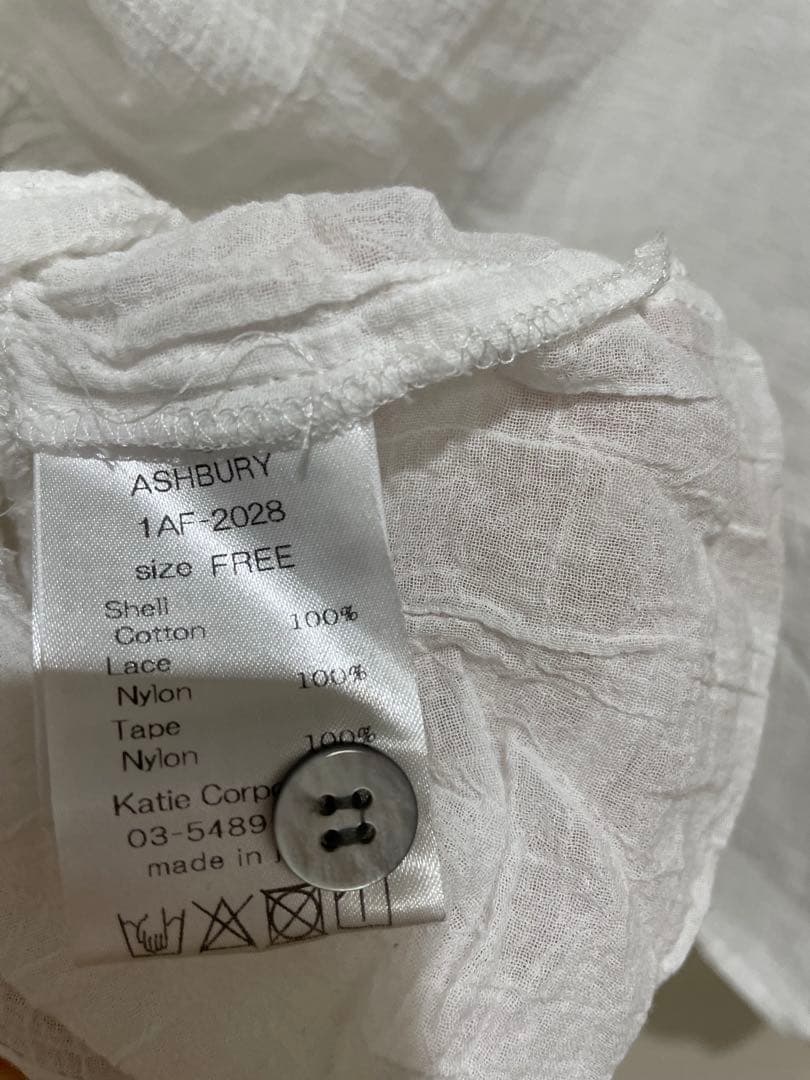 ASHBURY
1AF-2028
size FREE
Shell
Cotton 100%
Lace
Nylon 100%
Tape
Nylon 100%
Katie
03-5489
made in